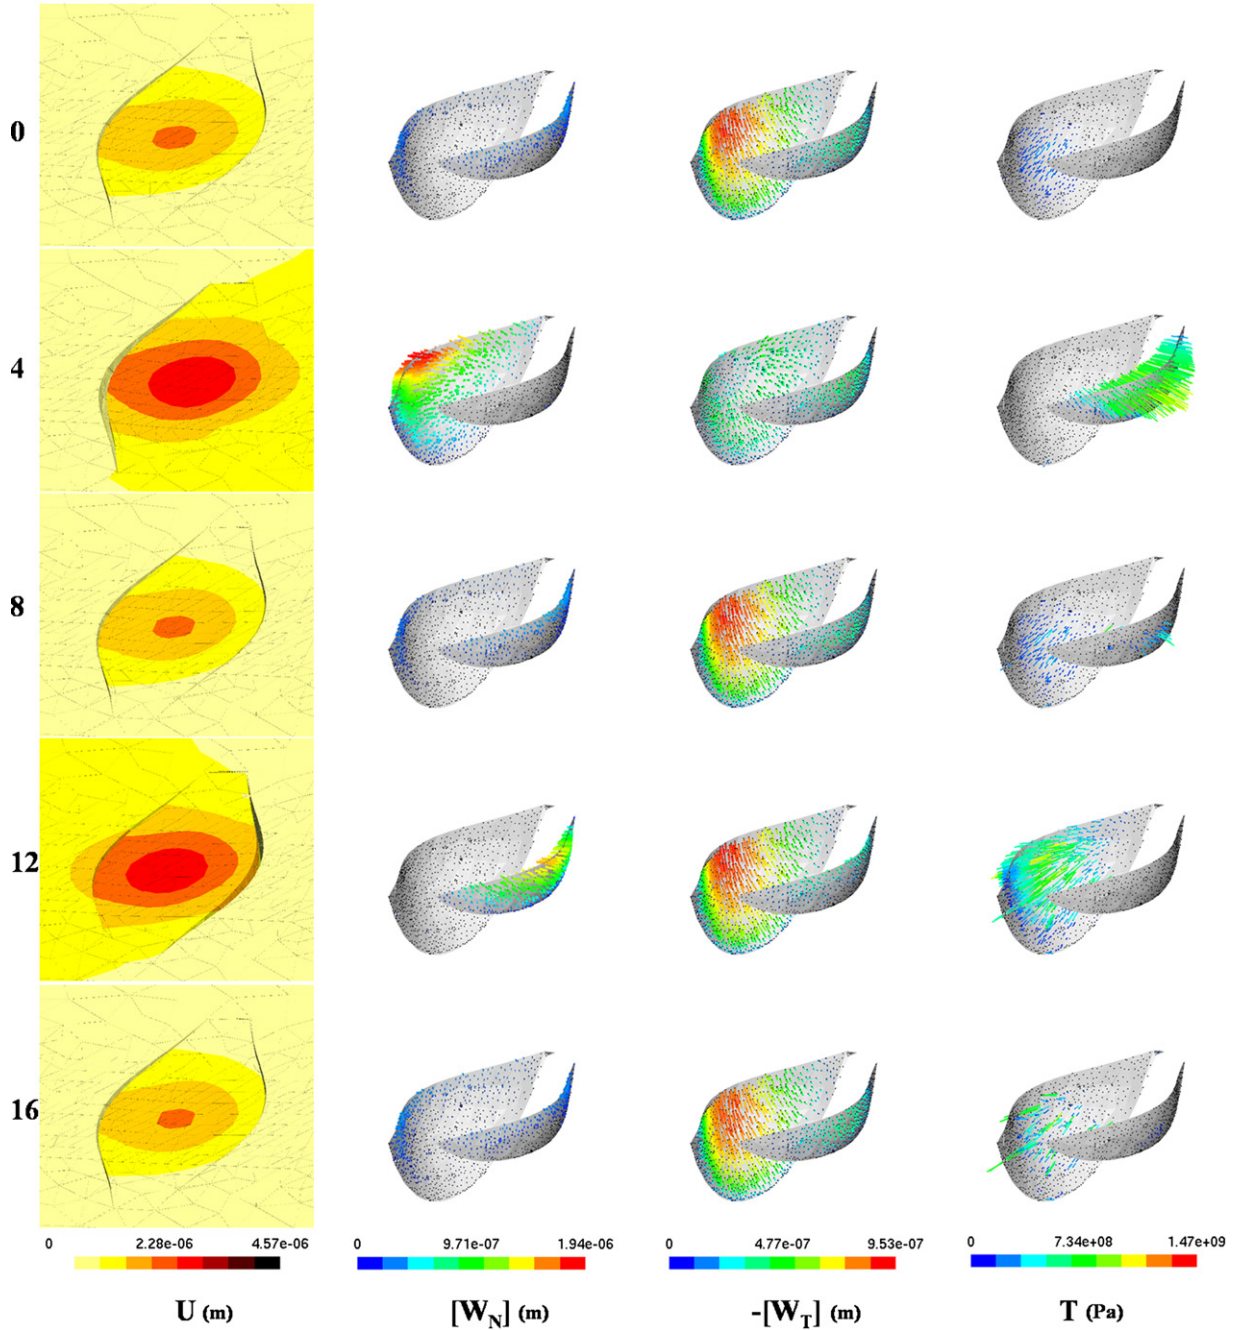 0
4
8
12
16
0 2.28e-06 4.57e-06
0 9.71e-07 1.94e-06
0 4.77e-07 9.53e-07
0 7.34e+08 1.47e+09
U (m)
[W_N] (m)
-[W_T] (m)
T (Pa)